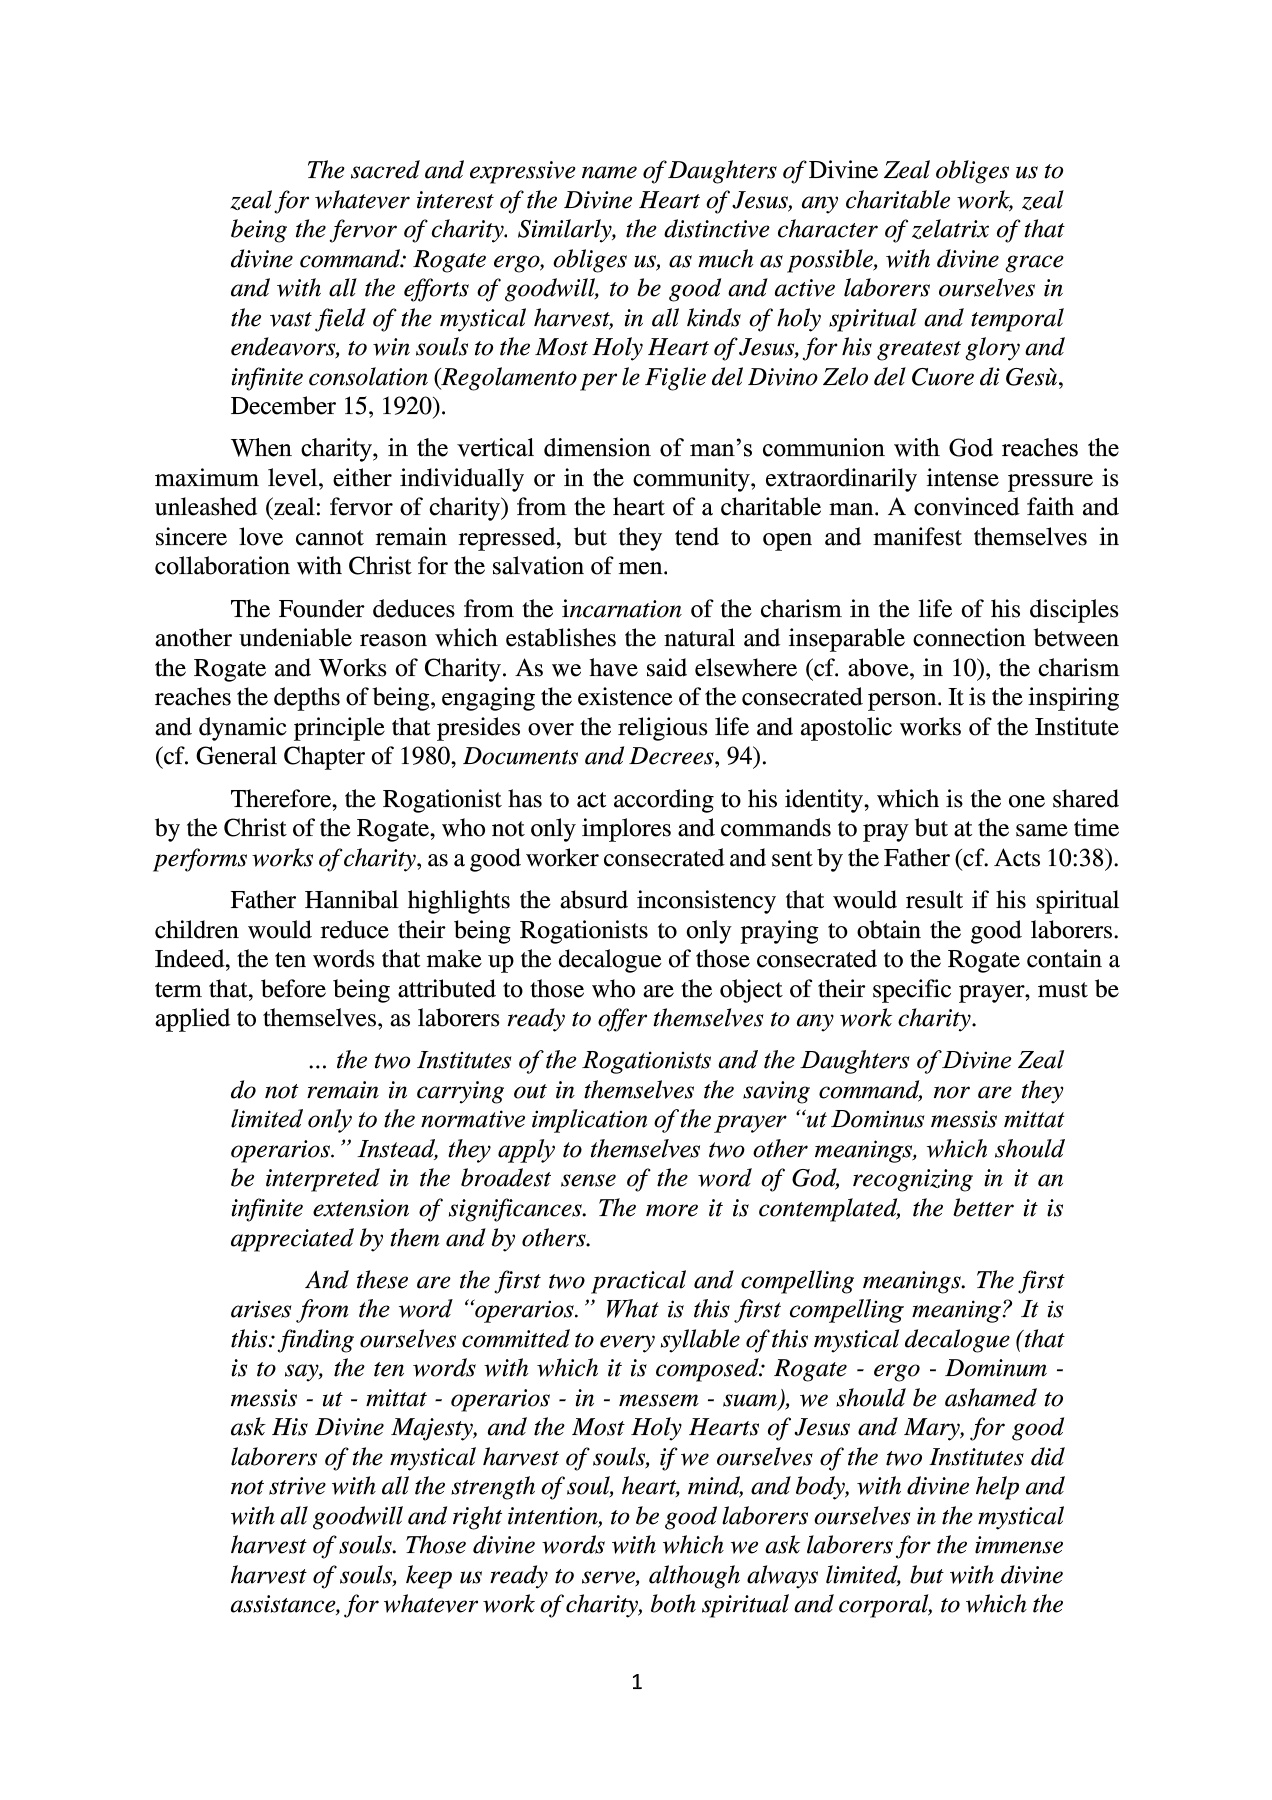 The sacred and expressive name of Daughters of Divine Zeal obliges us to
zeal for whatever interest of the Divine Heart of Jesus, any charitable work, zeal
being the fervor of charity. Similarly, the distinctive character of zelatrix of that
divine command: Rogate ergo, obliges us, as much as possible, with divine grace
and with all the efforts of goodwill, to be good and active laborers ourselves in
the vast field of the mystical harvest, in all kinds of holy spiritual and temporal
endeavors, to win souls to the Most Holy Heart of Jesus, for his greatest glory and
infinite consolation (Regolamento per le Figlie del Divino Zelo del Cuore di Gesù,
December 15, 1920).
When charity, in the vertical dimension of man’s communion with God reaches the
maximum level, either individually or in the community, extraordinarily intense pressure is
unleashed (zeal: fervor of charity) from the heart of a charitable man. A convinced faith and
sincere love cannot remain repressed, but they tend to open and manifest themselves in
collaboration with Christ for the salvation of men.
The Founder deduces from the incarnation of the charism in the life of his disciples
another undeniable reason which establishes the natural and inseparable connection between
the Rogate and Works of Charity. As we have said elsewhere (cf. above, in 10), the charism
reaches the depths of being, engaging the existence of the consecrated person. It is the inspiring
and dynamic principle that presides over the religious life and apostolic works of the Institute
(cf. General Chapter of 1980, Documents and Decrees, 94).
Therefore, the Rogationist has to act according to his identity, which is the one shared
by the Christ of the Rogate, who not only implores and commands to pray but at the same time
performs works of charity, as a good worker consecrated and sent by the Father (cf. Acts 10:38).
Father Hannibal highlights the absurd inconsistency that would result if his spiritual
children would reduce their being Rogationists to only praying to obtain the good laborers.
Indeed, the ten words that make up the decalogue of those consecrated to the Rogate contain a
term that, before being attributed to those who are the object of their specific prayer, must be
applied to themselves, as laborers ready to offer themselves to any work charity.
... the two Institutes of the Rogationists and the Daughters of Divine Zeal
do not remain in carrying out in themselves the saving command, nor are they
limited only to the normative implication of the prayer “ut Dominus messis mittat
operarios.” Instead, they apply to themselves two other meanings, which should
be interpreted in the broadest sense of the word of God, recognizing in it an
infinite extension of significances. The more it is contemplated, the better it is
appreciated by them and by others.
And these are the first two practical and compelling meanings. The first
arises from the word “operarios.” What is this first compelling meaning? It is
this: finding ourselves committed to every syllable of this mystical decalogue (that
is to say, the ten words with which it is composed: Rogate - ergo - Dominum -
messis - ut - mittat - operarios - in - messem - suam), we should be ashamed to
ask His Divine Majesty, and the Most Holy Hearts of Jesus and Mary, for good
laborers of the mystical harvest of souls, if we ourselves of the two Institutes did
not strive with all the strength of soul, heart, mind, and body, with divine help and
with all goodwill and right intention, to be good laborers ourselves in the mystical
harvest of souls. Those divine words with which we ask laborers for the immense
harvest of souls, keep us ready to serve, although always limited, but with divine
assistance, for whatever work of charity, both spiritual and corporal, to which the
1